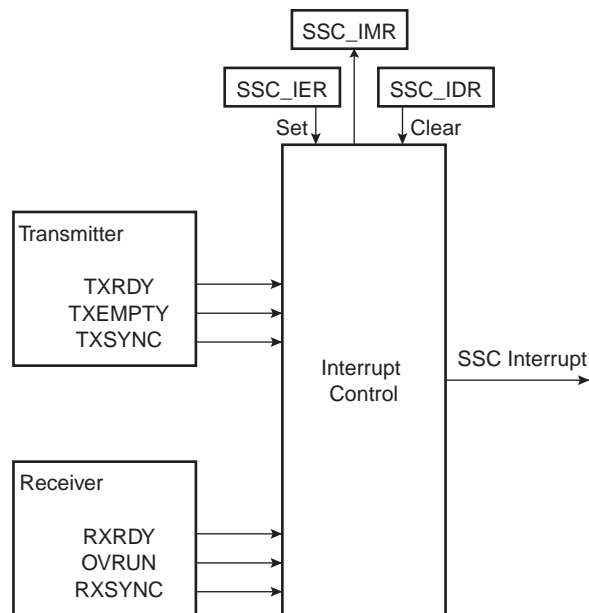 SSC_IMR
SSC_IER
SSC_IDR
Set
Clear
Transmitter
TXRDY
TXEMPTY
TXSYNC
Interrupt
Control
SSC Interrupt
Receiver
RXRDY
OVRUN
RXSYNC